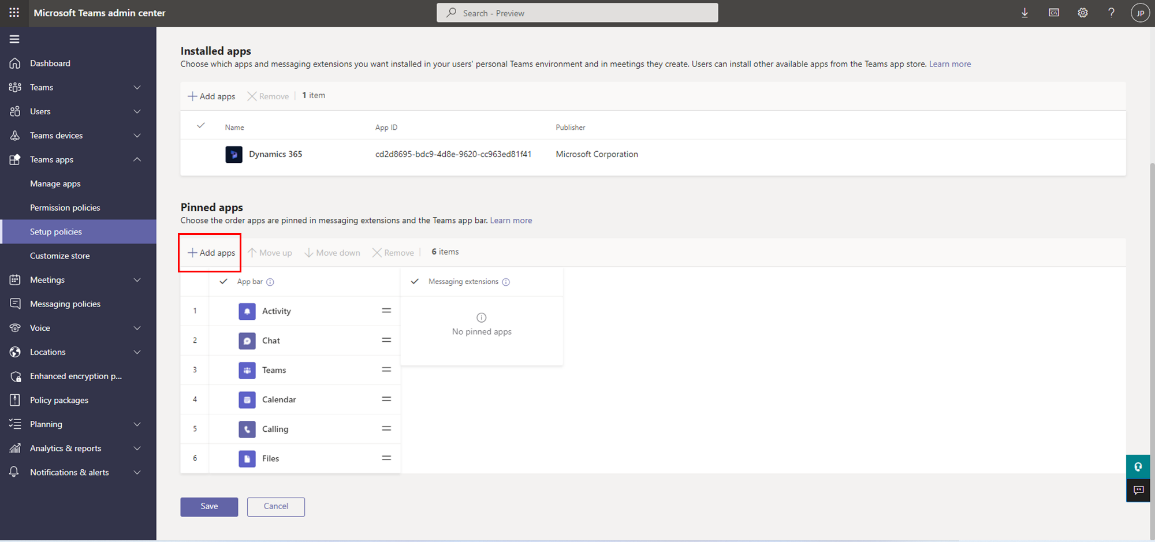 Microsoft Teams admin center
Search - Preview
JP
Dashboard
Teams
Users
Teams devices
Teams apps
Manage apps
Permission policies
Setup policies
Customize store
Meetings
Messaging policies
Voice
Locations
Enhanced encryption p...
Policy packages
Planning
Analytics & reports
Notifications & alerts
Installed apps
Choose which apps and messaging extensions you want installed in your users' personal Teams environment and in meetings they create. Users can install other available apps from the Teams app store. Learn more
Add apps Remove 1 item
Name App ID Publisher
Dynamics 365 cd2d8695-bdc9-4d8e-9620-cc963ed81f41 Microsoft Corporation
Pinned apps
Choose the order apps are pinned in messaging extensions and the Teams app bar. Learn more
Add apps Move up Move down Remove 6 items
App bar Messaging extensions
1 Activity
2 Chat
3 Teams
4 Calendar
5 Calling
6 Files
No pinned apps
Save Cancel